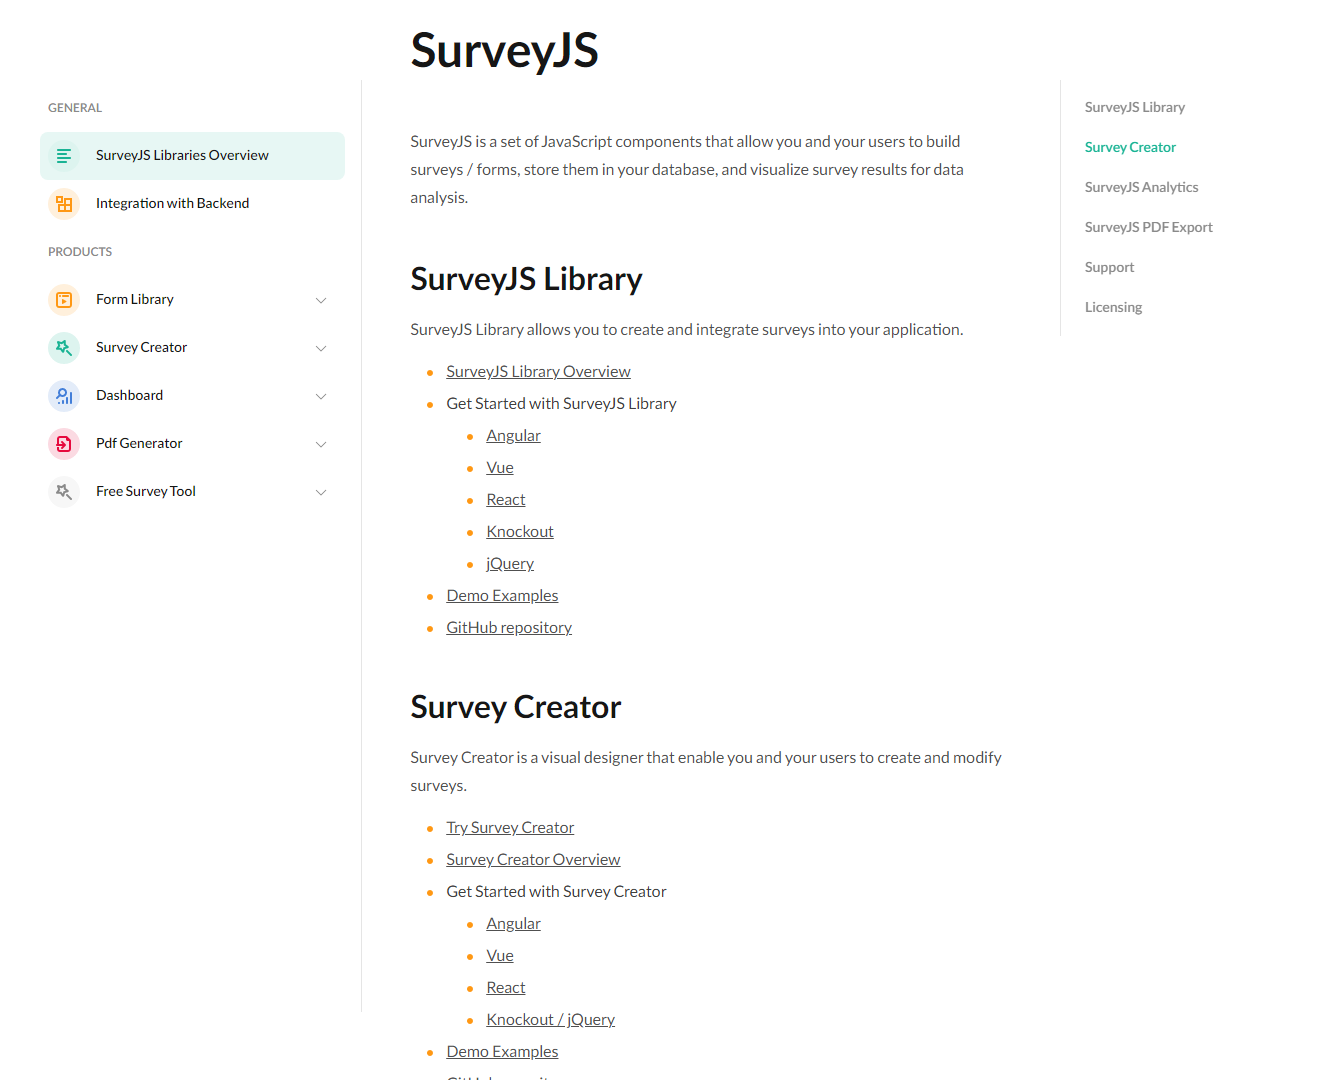 SurveyJS
GENERAL
SurveyJS Libraries Overview
Integration with Backend
PRODUCTS
Form Library
Survey Creator
Dashboard
Pdf Generator
Free Survey Tool
SurveyJS is a set of JavaScript components that allow you and your users to build
surveys / forms, store them in your database, and visualize survey results for data
analysis.
SurveyJS Library
SurveyJS Library allows you to create and integrate surveys into your application.
SurveyJS Library Overview
Get Started with SurveyJS Library
Angular
Vue
React
Knockout
jQuery
Demo Examples
GitHub repository
Survey Creator
Survey Creator is a visual designer that enable you and your users to create and modify
surveys.
Try Survey Creator
Survey Creator Overview
Get Started with Survey Creator
Angular
Vue
React
Knockout / jQuery
Demo Examples
SurveyJS Library
Survey Creator
SurveyJS Analytics
SurveyJS PDF Export
Support
Licensing